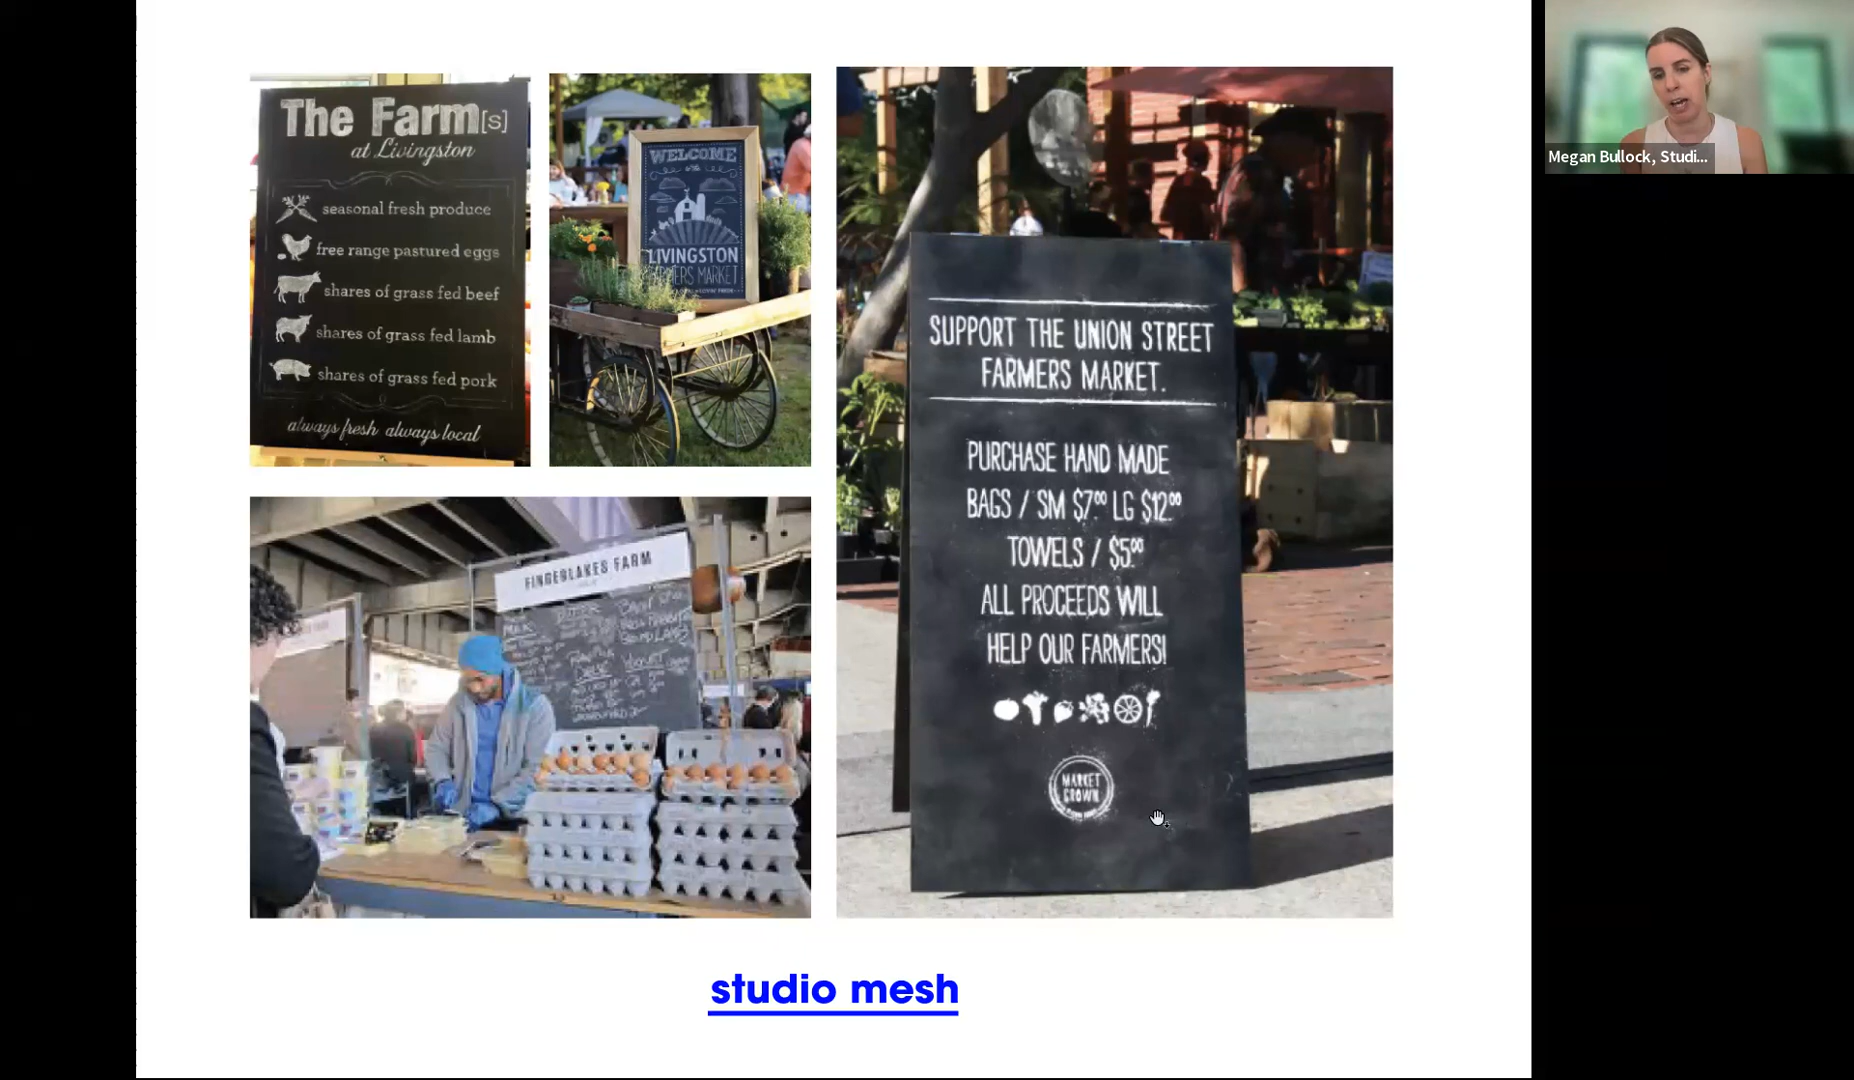 The Farm[s]
at Livingston
seasonal fresh produce
free range pastured eggs
shares of grass fed beef
shares of grass fed lamb
shares of grass fed pork
always fresh always local
WELCOME
LIVINGSTON
FARMERS MARKET
SUPPORT THE UNION STREET
FARMERS MARKET.
PURCHASE HAND MADE
BAGS / SM $7.00 LG $12.00
TOWELS / $5.00
ALL PROCEEDS WILL
HELP OUR FARMERS!
MARKET
GROWN
FINGERLAKES FARM
studio mesh
Megan Bullock, Studi...